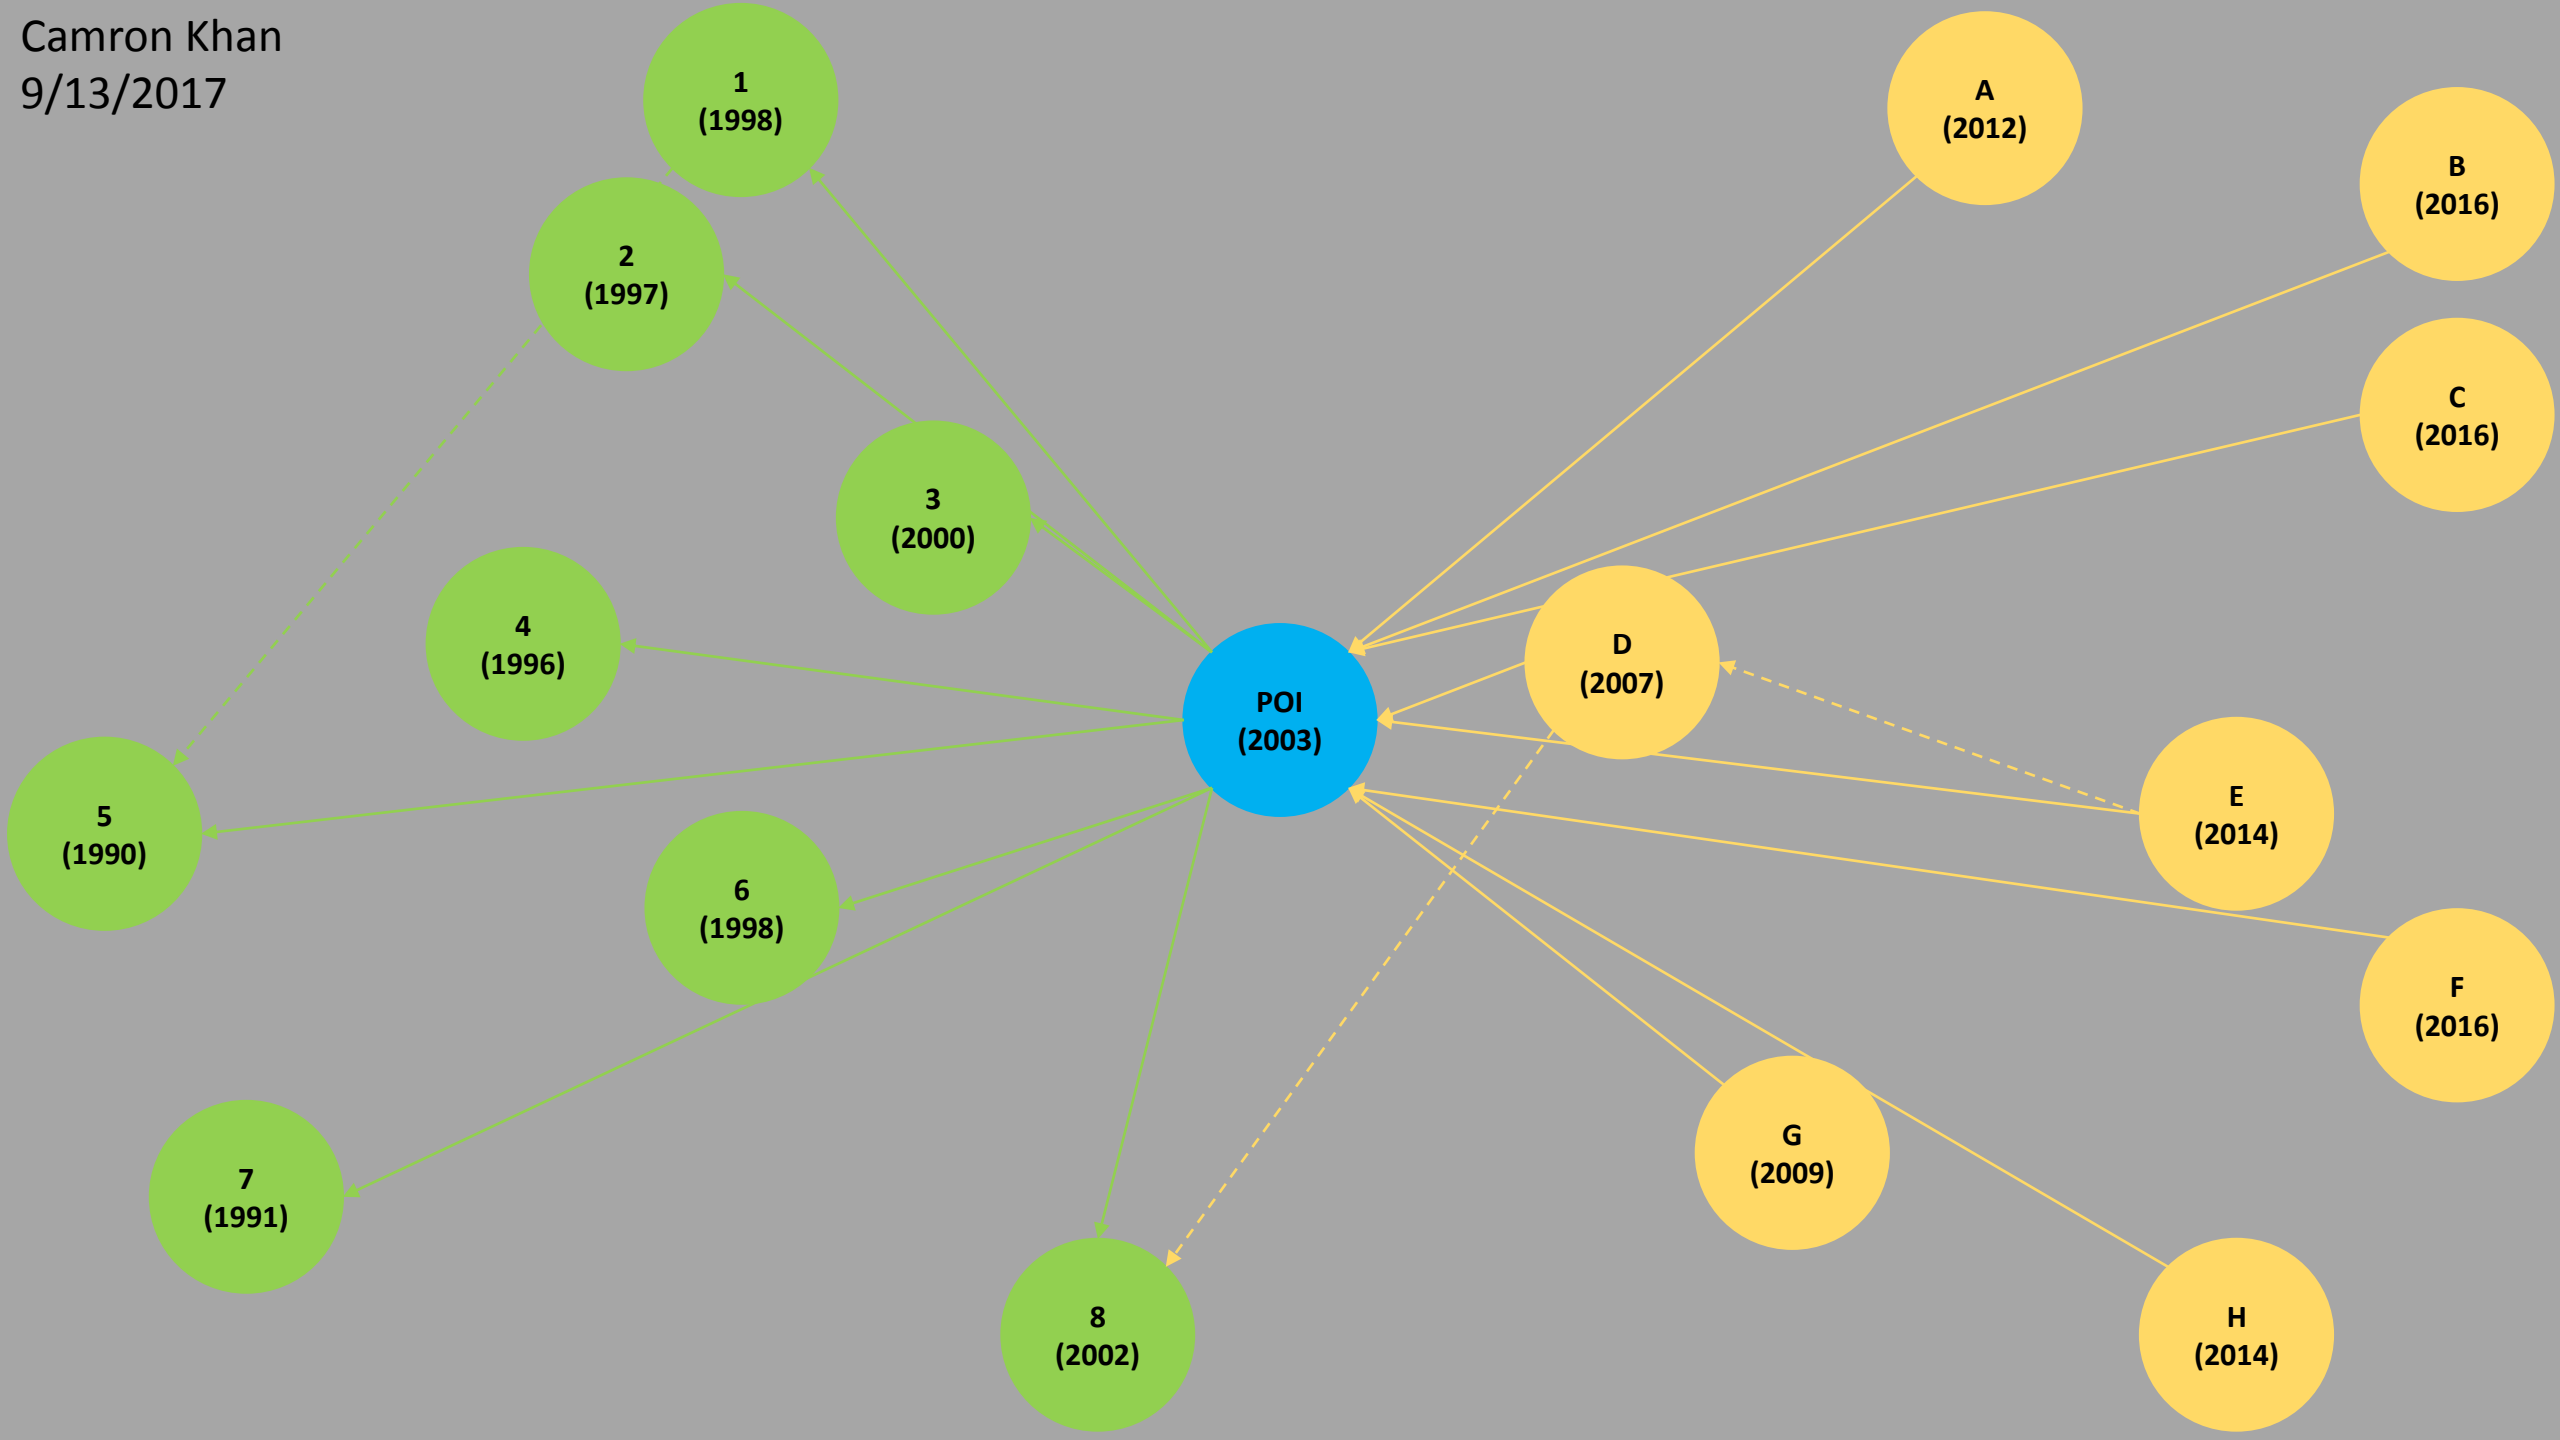 Camron Khan
9/13/2017
1
(1998)
2
(1997)
3
(2000)
4
(1996)
5
(1990)
6
(1998)
7
(1991)
8
(2002)
POI
(2003)
A
(2012)
B
(2016)
C
(2016)
D
(2007)
E
(2014)
F
(2016)
G
(2009)
H
(2014)